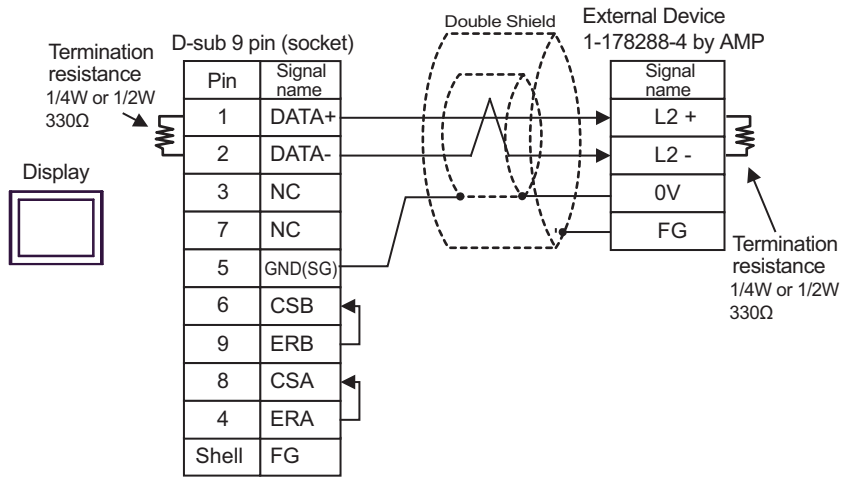 Double Shield
External Device
1-178288-4 by AMP
D-sub 9 pin (socket)
Termination
resistance
1/4W or 1/2W
330Ω
Display
Pin Signal name
1 DATA+
2 DATA-
3 NC
7 NC
5 GND(SG)
6 CSB
9 ERB
8 CSA
4 ERA
Shell FG
Signal
name
L2 +
L2 -
0V
FG
Termination
resistance
1/4W or 1/2W
330Ω